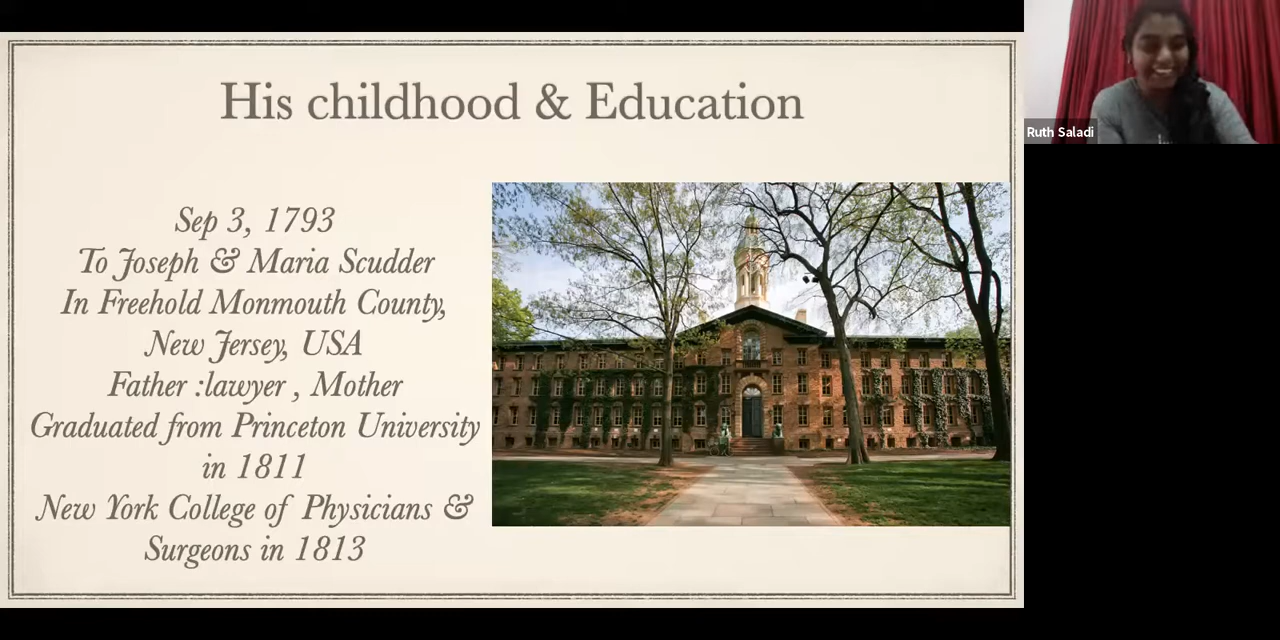 His childhood & Education
Sep 3, 1793
To Joseph & Maria Scudder
In Freehold Monmouth County,
New Jersey, USA
Father :lawyer , Mother
Graduated from Princeton University
in 1811
New York College of Physicians &
Surgeons in 1813
Ruth Saladi